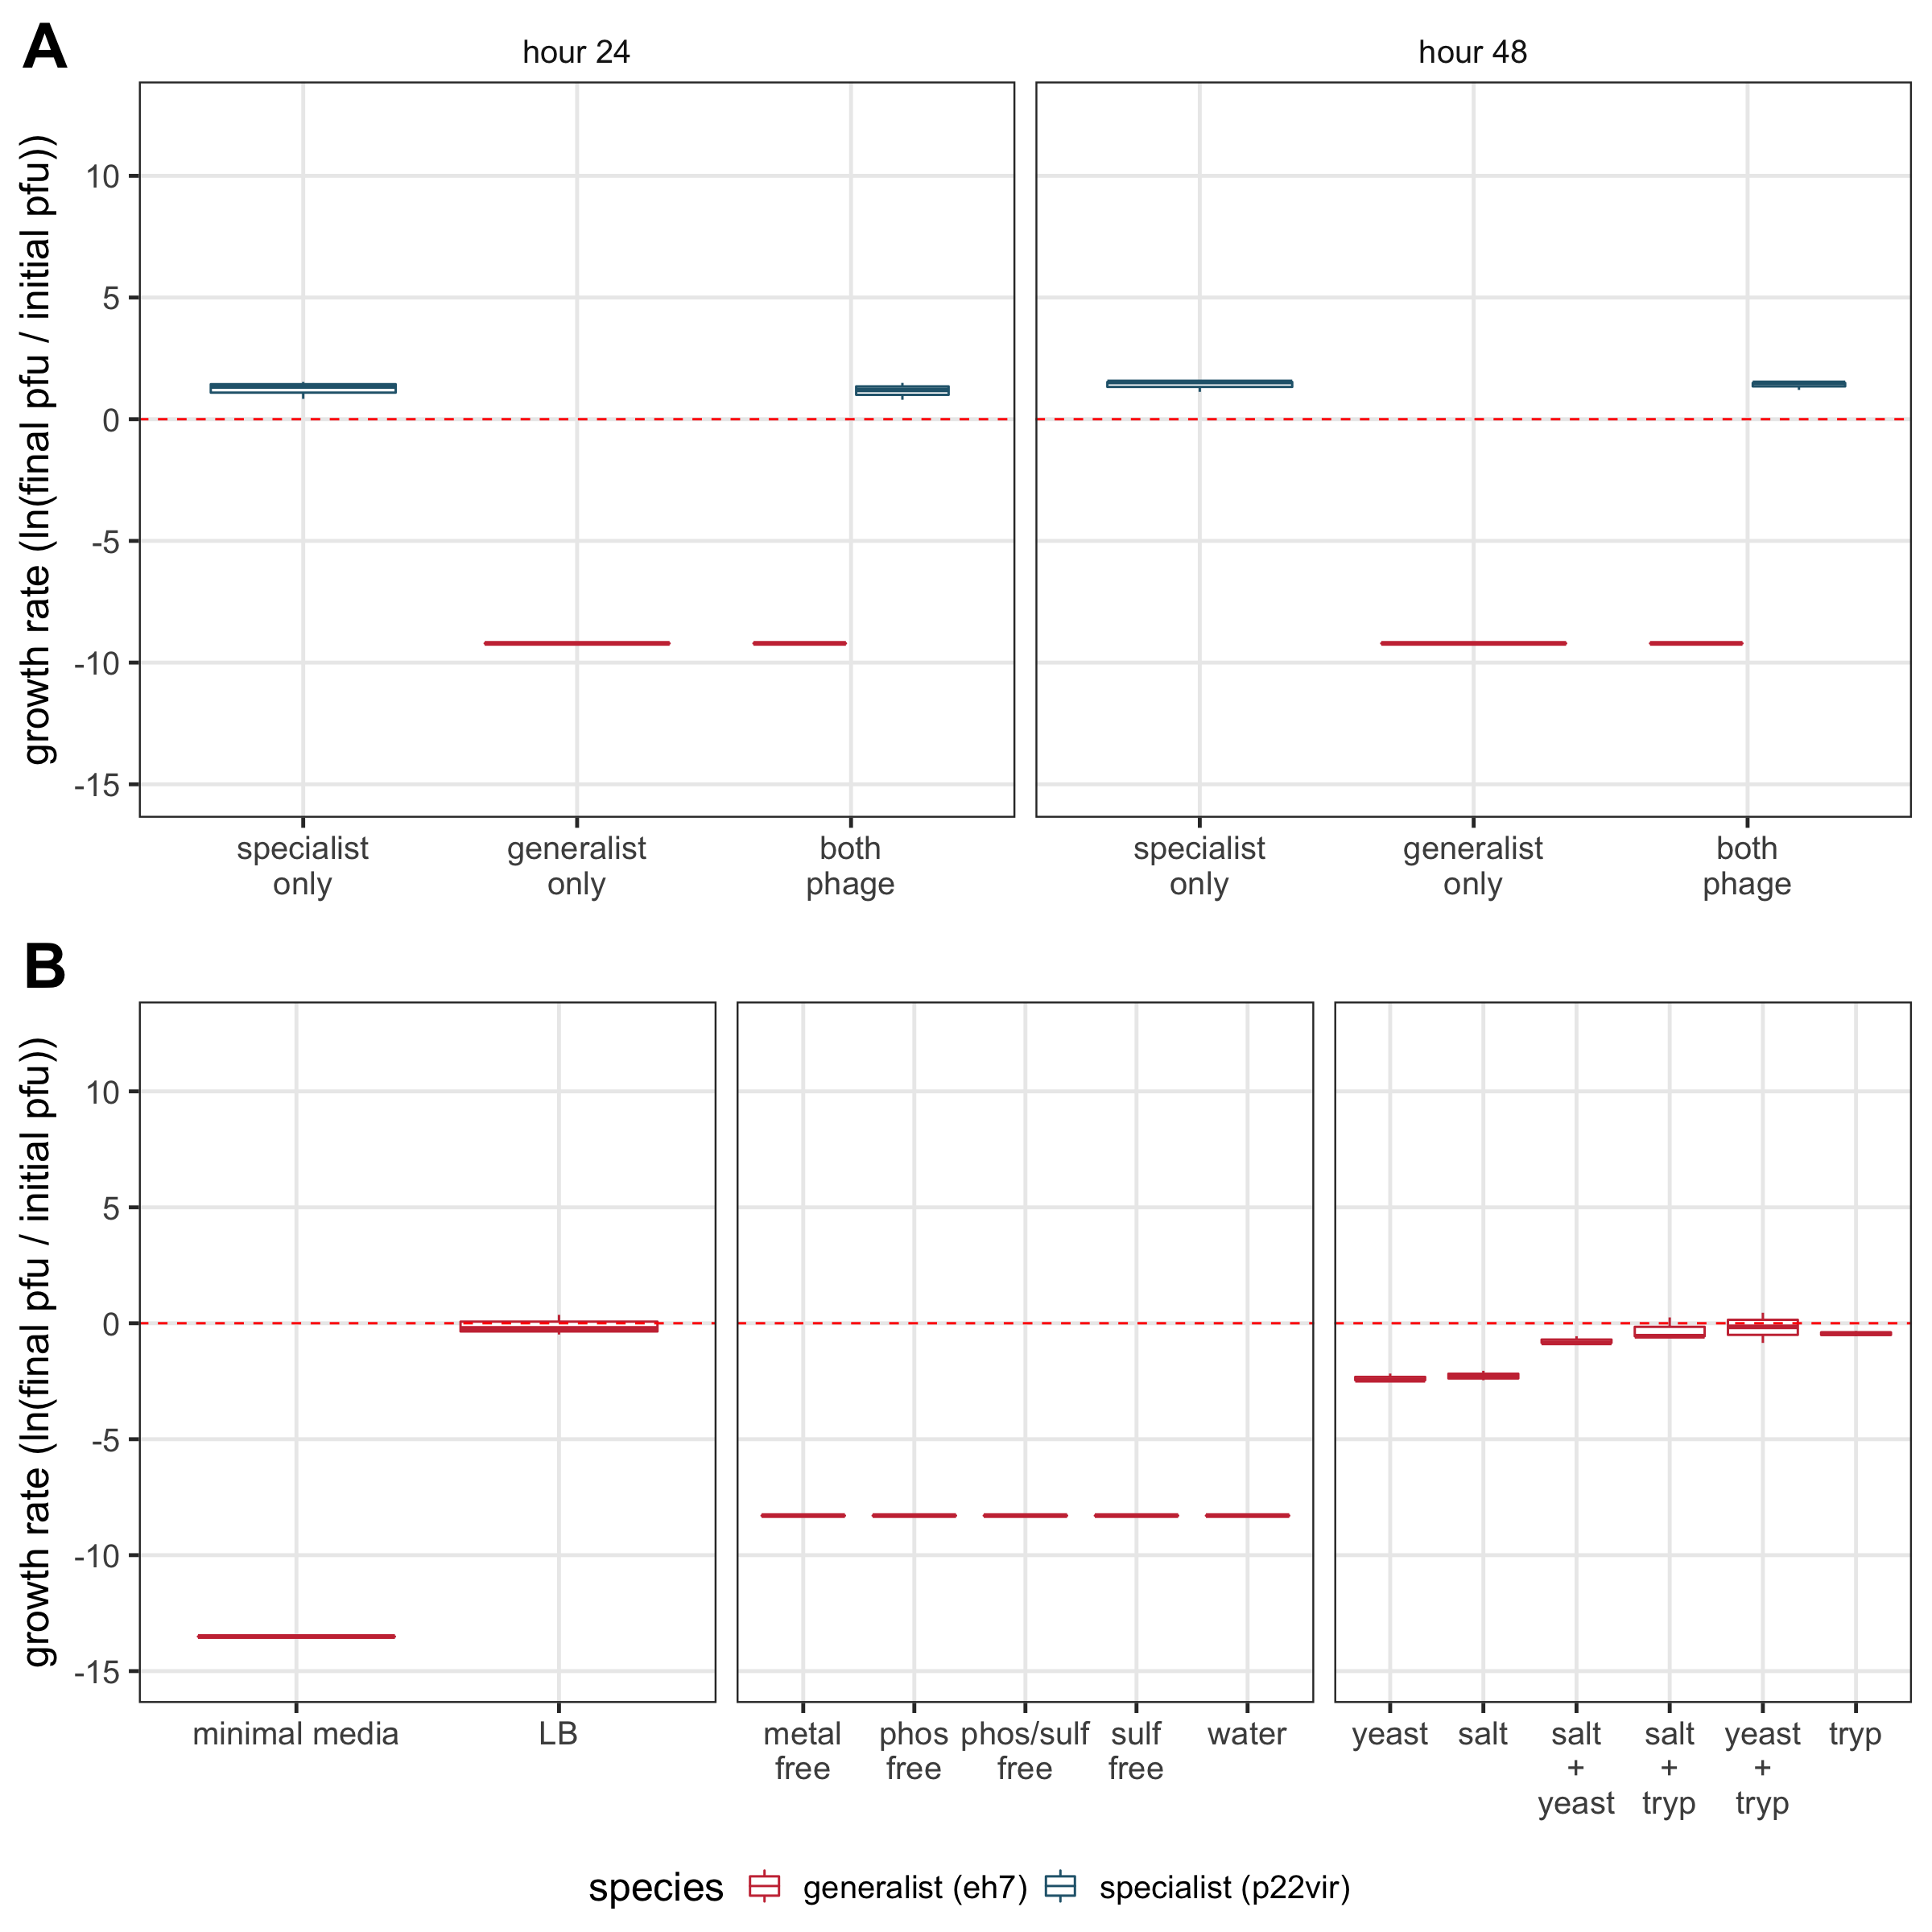 A
hour 24
hour 48
growth rate (ln(final pfu / initial pfu))
10
5
0
-5
-10
-15
specialist
only
generalist
only
both
phage
specialist
only
generalist
only
both
phage
B
growth rate (ln(final pfu / initial pfu))
10
5
0
-5
-10
-15
minimal media
LB
metal
free
phos
free
phos/sulf
free
sulf
free
water
yeast
salt
salt
+
yeast
salt
+
tryp
yeast
+
tryp
tryp
species generalist (eh7) specialist (p22vir)